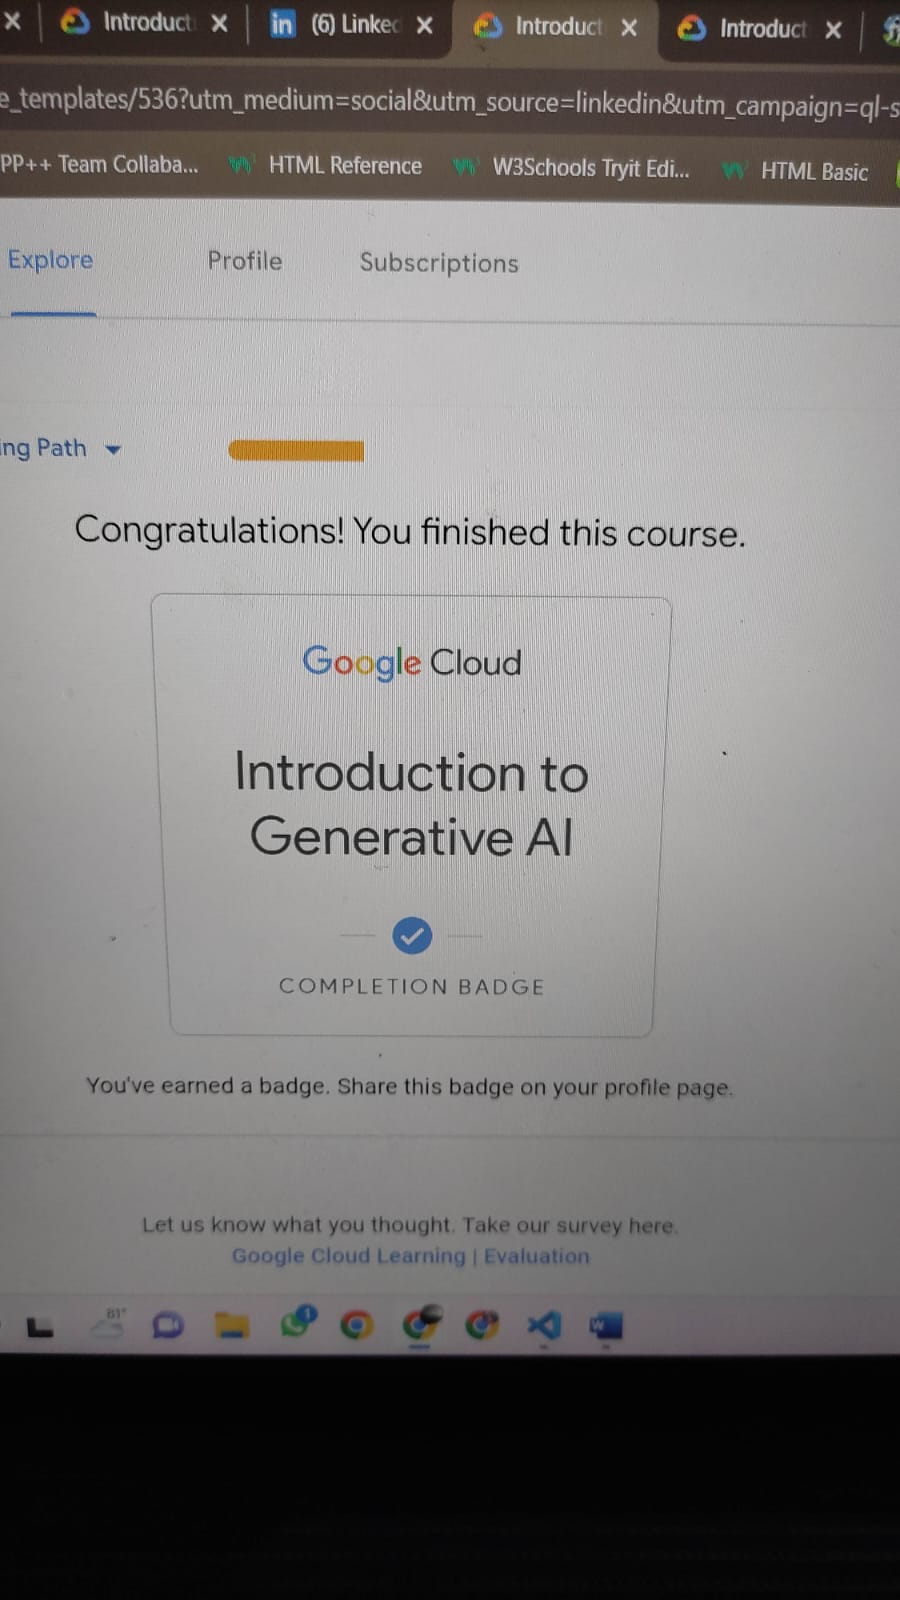 Introduct
(6) Linked
Introduct
Introduct
e_templates/536?utm_medium=social&utm_source=linkedin&utm_campaign=ql-s
PP++ Team Collaba...
HTML Reference
W3Schools Tryit Edi...
HTML Basic
Explore
Profile
Subscriptions
ing Path
Congratulations! You finished this course.
Google Cloud
Introduction to
Generative AI
COMPLETION BADGE
You've earned a badge. Share this badge on your profile page.
Let us know what you thought. Take our survey here.
Google Cloud Learning | Evaluation
81°
1